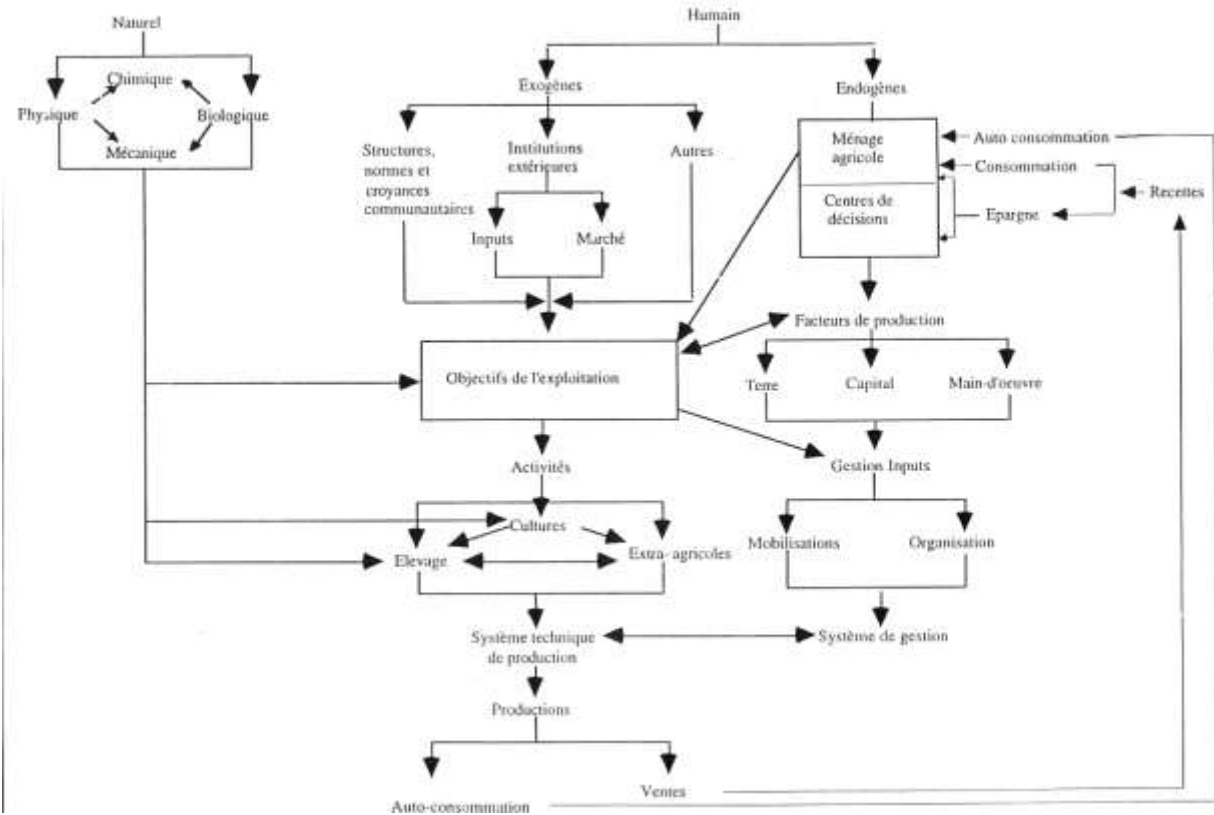 Naturel
Humain
Chimique
Physique
Biologique
Mécanique
Exogènes
Endogènes
Structures,
normes et
croyances
communautaires
Institutions
extérieures
Autres
Inputs
Marché
Ménage
agricole
Centres de
décisions
Auto consommation
Consommation
Recettes
Epargne
Facteurs de production
Objectifs de l'exploitation
Terre
Capital
Main-d'oeuvre
Activités
Gestion Inputs
Cultures
Elevage
Extra- agricoles
Mobilisations
Organisation
Système technique
de production
Système de gestion
Productions
Ventes
Auto-consommation